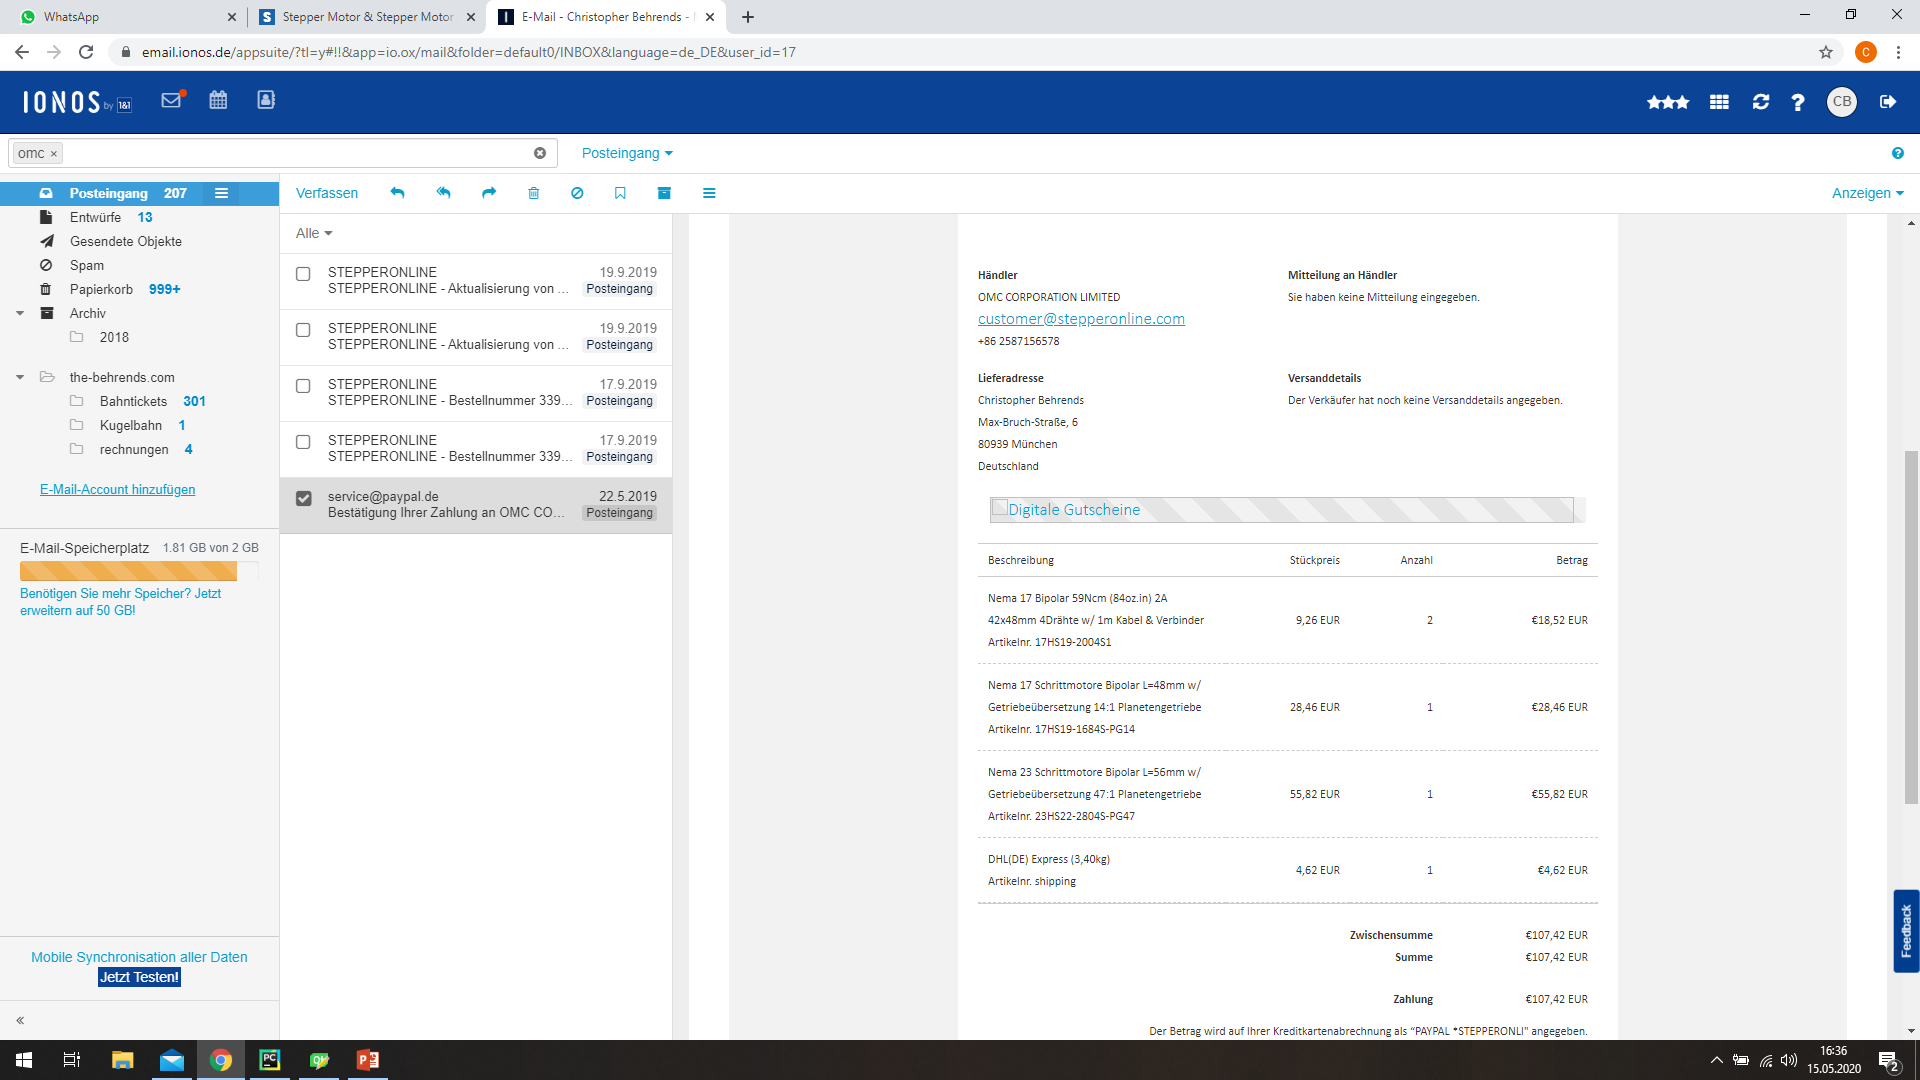 WhatsApp
Stepper Motor & Stepper Motor
E-Mail - Christopher Behrends -
email.ionos.de/appsuite/?tl=y#!!&app=io.ox/mail&folder=default0/INBOX&language=de_DE&user_id=17
C
IONOS by 1&1
CB
omc ×
Posteingang
Posteingang 207
Entwürfe 13
Gesendete Objekte
Spam
Papierkorb 999+
Archiv
2018
the-behrends.com
Bahntickets 301
Kugelbahn 1
rechnungen 4
E-Mail-Account hinzufügen
E-Mail-Speicherplatz 1.81 GB von 2 GB
Benötigen Sie mehr Speicher? Jetzt
erweitern auf 50 GB!
Mobile Synchronisation aller Daten
Jetzt Testen!
«
Verfassen
Anzeigen
Alle
STEPPERONLINE 19.9.2019
STEPPERONLINE - Aktualisierung von ... Posteingang
STEPPERONLINE 19.9.2019
STEPPERONLINE - Aktualisierung von ... Posteingang
STEPPERONLINE 17.9.2019
STEPPERONLINE - Bestellnummer 339... Posteingang
STEPPERONLINE 17.9.2019
STEPPERONLINE - Bestellnummer 339... Posteingang
service@paypal.de 22.5.2019
Bestätigung Ihrer Zahlung an OMC CO... Posteingang
Händler
OMC CORPORATION LIMITED
customer@stepperonline.com
+86 2587156578
Mitteilung an Händler
Sie haben keine Mitteilung eingegeben.
Lieferadresse
Christopher Behrends
Max-Bruch-Straße, 6
80939 München
Deutschland
Versanddetails
Der Verkäufer hat noch keine Versanddetails angegeben.
Digitale Gutscheine
Beschreibung Stückpreis Anzahl Betrag
Nema 17 Bipolar 59Ncm (84oz.in) 2A
42x48mm 4Drähte w/ 1m Kabel & Verbinder 9,26 EUR 2 €18,52 EUR
Artikelnr. 17HS19-2004S1
Nema 17 Schrittmotore Bipolar L=48mm w/
Getriebeübersetzung 14:1 Planetengetriebe 28,46 EUR 1 €28,46 EUR
Artikelnr. 17HS19-1684S-PG14
Nema 23 Schrittmotore Bipolar L=56mm w/
Getriebeübersetzung 47:1 Planetengetriebe 55,82 EUR 1 €55,82 EUR
Artikelnr. 23HS22-2804S-PG47
DHL(DE) Express (3,40kg) 4,62 EUR 1 €4,62 EUR
Artikelnr. shipping
Zwischensumme €107,42 EUR
Summe €107,42 EUR
Zahlung €107,42 EUR
Der Betrag wird auf Ihrer Kreditkartenabrechnung als “PAYPAL *STEPPERONLI" angegeben.
Feedback
16:36
15.05.2020
2